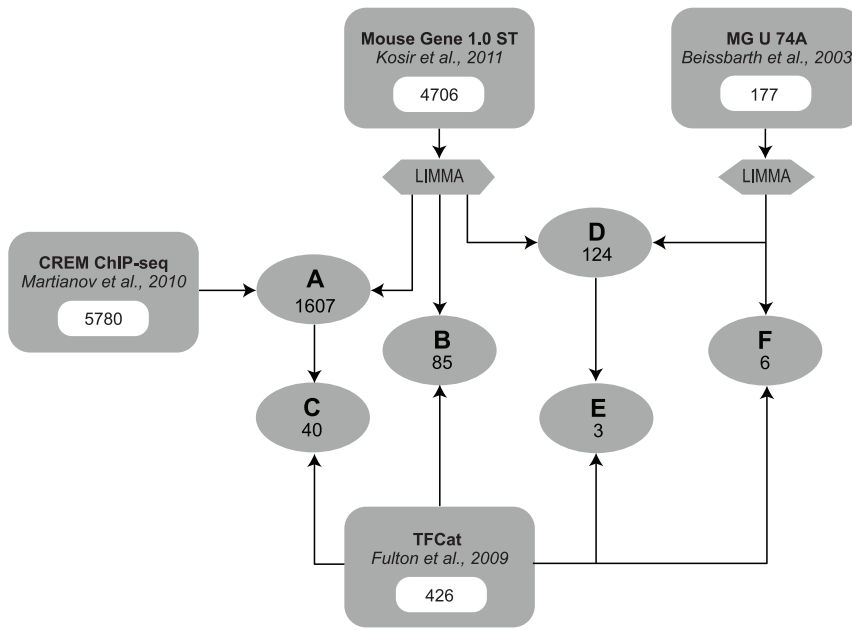 Mouse Gene 1.0 ST
Kosir et al., 2011
4706
MG U 74A
Beissbarth et al., 2003
177
LIMMA
LIMMA
CREM ChIP-seq
Martianov et al., 2010
5780
A
1607
D
124
B
85
F
6
C
40
E
3
TFCat
Fulton et al., 2009
426